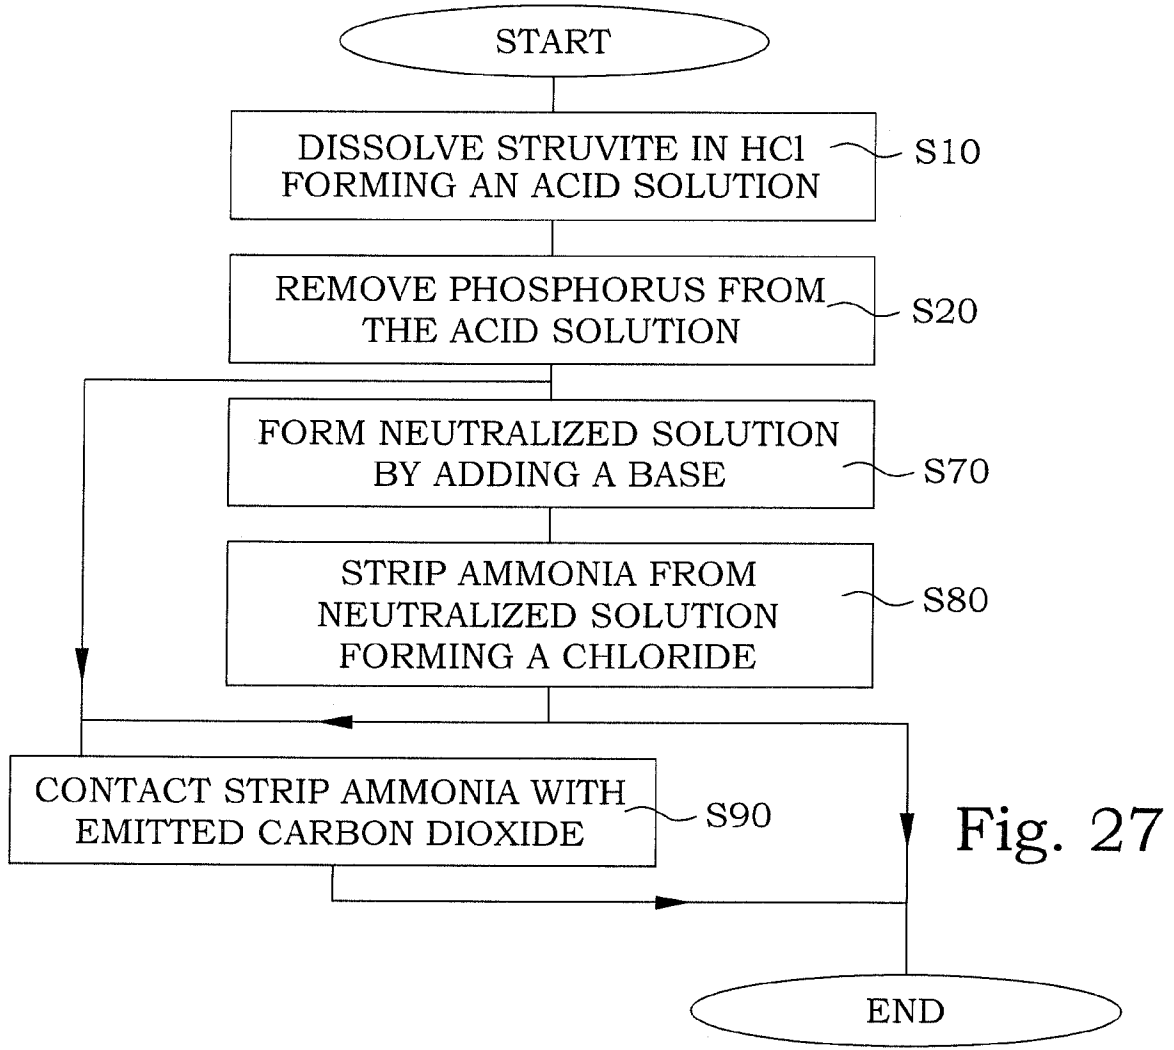 START
DISSOLVE STRUVITE IN HCl
FORMING AN ACID SOLUTION
S10
REMOVE PHOSPHORUS FROM
THE ACID SOLUTION
S20
FORM NEUTRALIZED SOLUTION
BY ADDING A BASE
S70
STRIP AMMONIA FROM
NEUTRALIZED SOLUTION
FORMING A CHLORIDE
S80
CONTACT STRIP AMMONIA WITH
EMITTED CARBON DIOXIDE
S90
Fig. 27
END